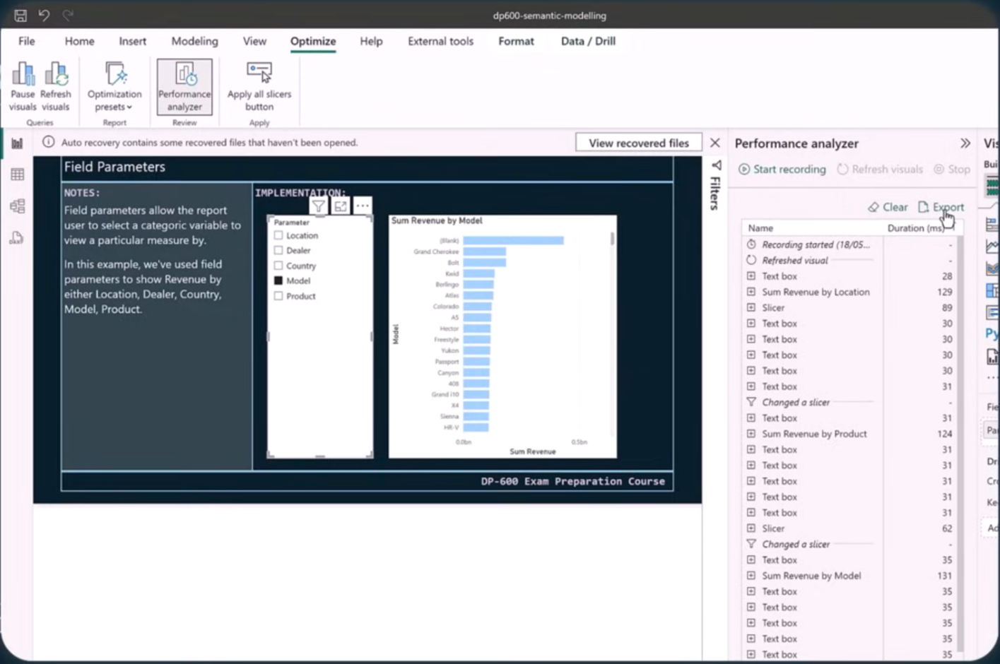 dp600-semantic-modelling
File Home Insert Modeling View Optimize Help External tools Format Data / Drill
Pause visuals
Refresh visuals
Optimization presets
Performance analyzer
Apply all slicers button
Queries Report Review Apply
Auto recovery contains some recovered files that haven't been opened.
View recovered files
Field Parameters
NOTES:
Field parameters allow the report
user to select a categoric variable to
view a particular measure by.
In this example, we've used field
parameters to show Revenue by
either Location, Dealer, Country,
Model, Product.
IMPLEMENTATION:
Parameter
Location
Dealer
Country
Model
Product
Sum Revenue by Model
Model
(Blank)
Grand Cherokee
Bolt
Kwid
Berlingo
Atlas
Colorado
A5
Hector
Freestyle
Yukon
Passport
Canyon
408
Grand i10
X4
Sienna
HR-V
0.0bn 0.5bn
Sum Revenue
DP-600 Exam Preparation Course
Filters
Performance analyzer
Start recording Refresh visuals Stop
Clear Export
Name Duration (ms)
Recording started (18/05... -
Refreshed visual -
Text box 28
Sum Revenue by Location 129
Slicer 89
Text box 30
Text box 30
Text box 30
Text box 30
Text box 31
Changed a slicer -
Text box 31
Sum Revenue by Product 124
Text box 31
Text box 31
Text box 31
Text box 31
Text box 31
Slicer 62
Changed a slicer -
Text box 35
Sum Revenue by Model 131
Text box 35
Text box 35
Text box 35
Text box 35
Text box 35
Vis
Bui
Py
...
Fie
Pa
Dr
Cr
Ke
Ad